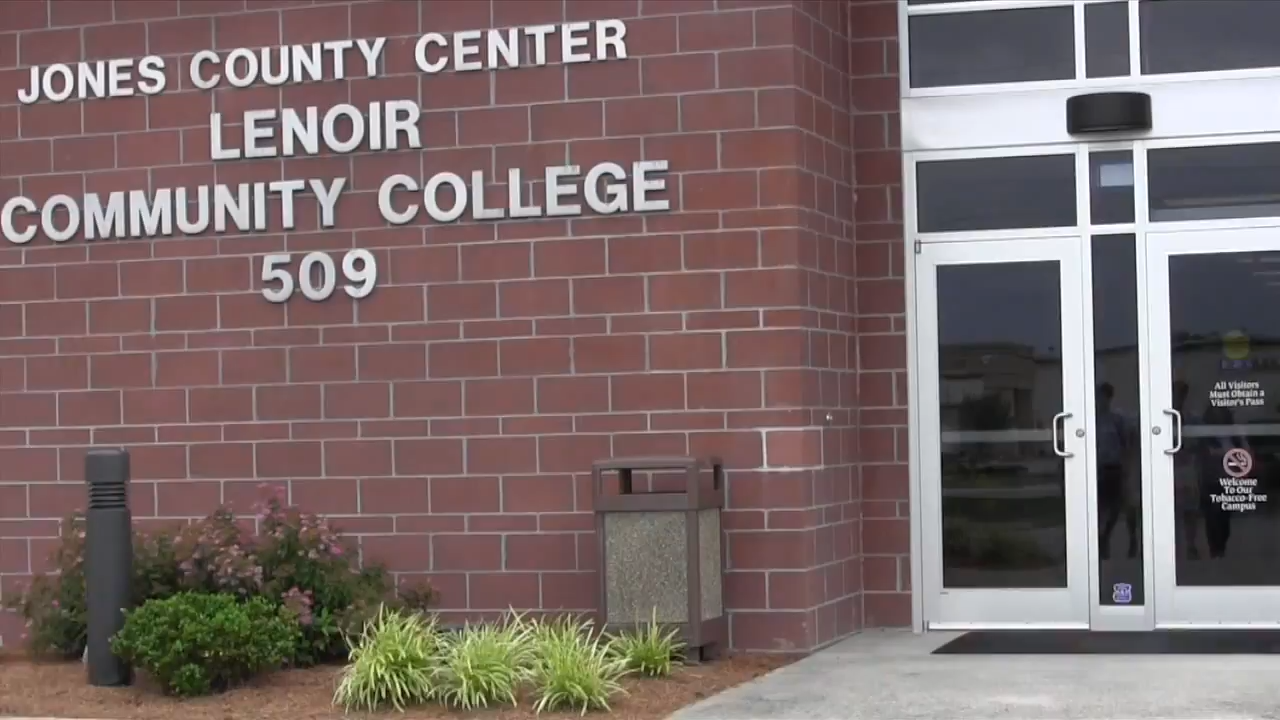 JONES COUNTY CENTER
LENOIR
COMMUNITY COLLEGE
509
All Visitors
Must Obtain a
Visitor's Pass
Welcome
To Our
Tobacco-Free
Campus